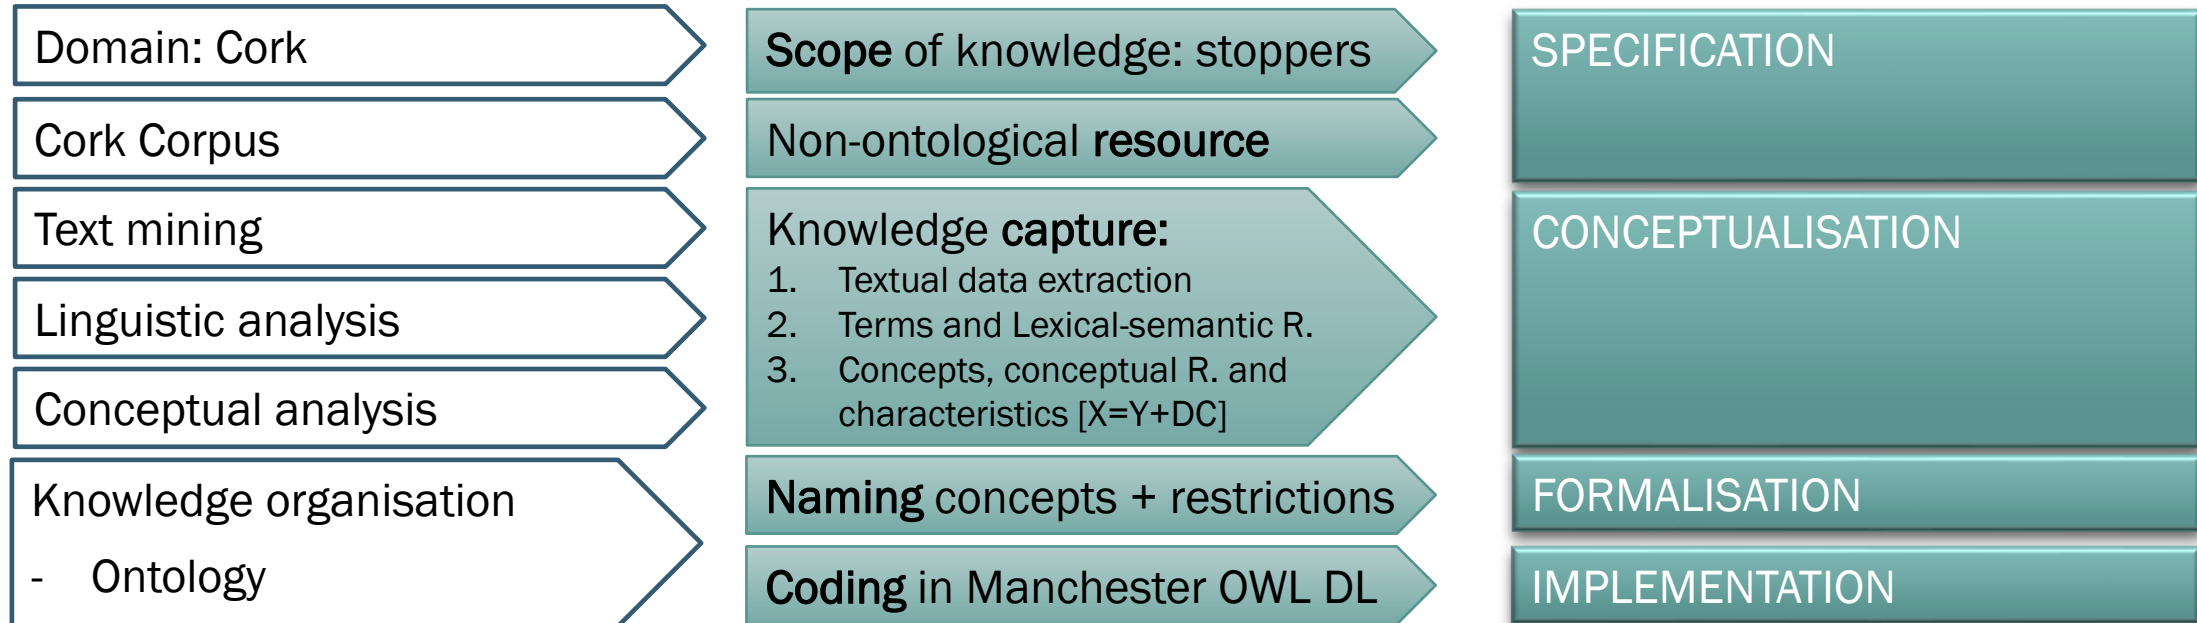 Domain: Cork
Scope of knowledge: stoppers
SPECIFICATION
Cork Corpus
Non-ontological resource
Text mining
Knowledge capture:
1. Textual data extraction
2. Terms and Lexical-semantic R.
3. Concepts, conceptual R. and
characteristics [X=Y+DC]
CONCEPTUALISATION
Linguistic analysis
Conceptual analysis
Knowledge organisation
- Ontology
Naming concepts + restrictions
FORMALISATION
Coding in Manchester OWL DL
IMPLEMENTATION